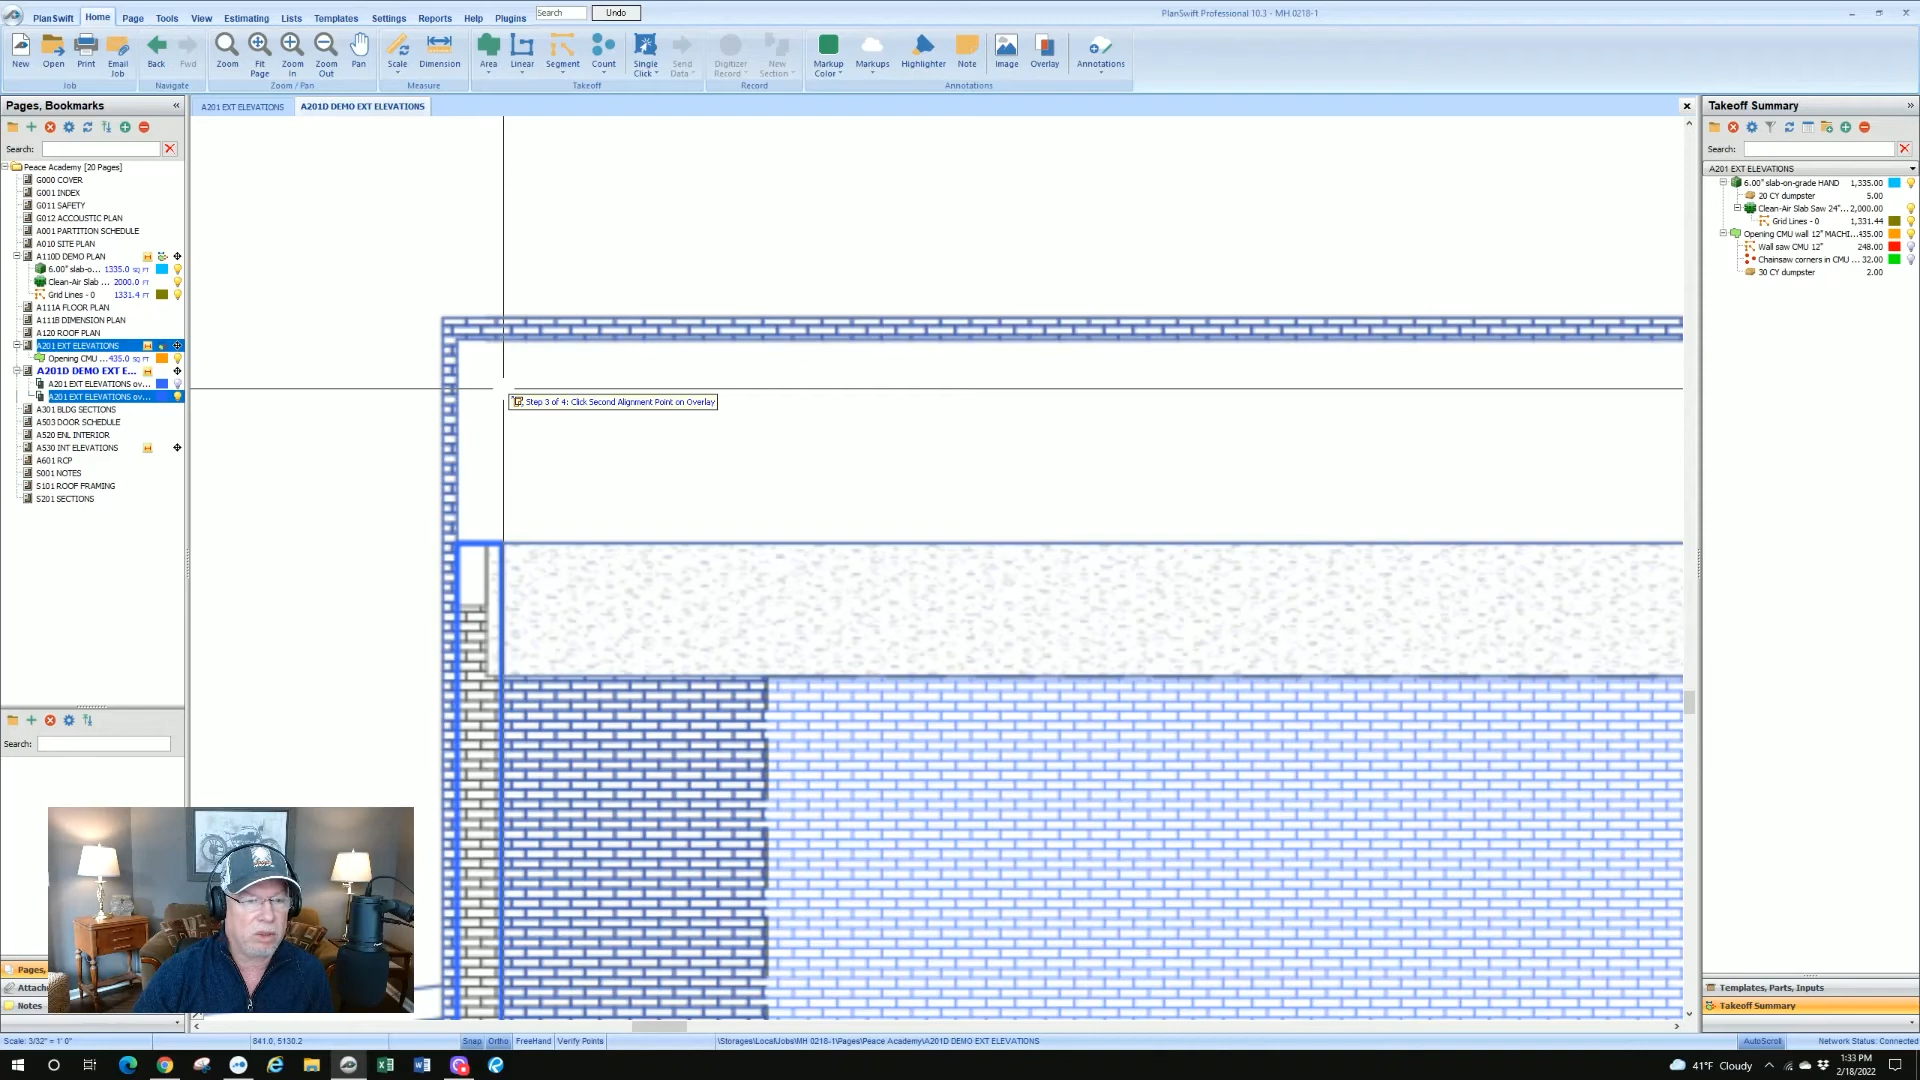 PlanSwift Home Page Tools View Estimating Lists Templates Settings Reports Help Plugins Search Undo
PlanSwift Professional 10.3 - MH 0218-1
New Open Print Email Job Back Fwd Zoom Fit Page Zoom In Zoom Out Pan Scale Dimension Area Linear Segment Count Single Click Send Data Digitizer Record New Section Markup Color Markups Highlighter Note Image Overlay Annotations
Job Navigate Zoom / Pan Measure Takeoff Record Annotations
Pages, Bookmarks «
Search:
Peace Academy [20 Pages]
G000 COVER
G001 INDEX
G011 SAFETY
G012 ACCOUSTIC PLAN
A001 PARTITION SCHEDULE
A010 SITE PLAN
A110D DEMO PLAN
6.00" slab-o... 1335.0 SQ FT
Clean-Air Slab ... 2000.0 FT
Grid Lines - 0 1331.4 FT
A111A FLOOR PLAN
A111B DIMENSION PLAN
A120 ROOF PLAN
A201 EXT ELEVATIONS
Opening CMU ...435.0 SQ FT
A201D DEMO EXT E...
A201 EXT ELEVATIONS ov...
A201 EXT ELEVATIONS ov...
A301 BLDG SECTIONS
A503 DOOR SCHEDULE
A520 ENL INTERIOR
A530 INT ELEVATIONS
A601 RCP
S001 NOTES
S101 ROOF FRAMING
S201 SECTIONS
Search:
Pages,
Attach
Notes
A201 EXT ELEVATIONS A201D DEMO EXT ELEVATIONS
Step 3 of 4: Click Second Alignment Point on Overlay
Takeoff Summary »
Search:
A201 EXT ELEVATIONS
6.00" slab-on-grade HAND 1,335.00
20 CY dumpster 5.00
Clean-Air Slab Saw 24"... 2,000.00
Grid Lines - 0 1,331.44
Opening CMU wall 12" MACHI... 435.00
Wall saw CMU 12" 248.00
Chainsaw corners in CMU ... 32.00
30 CY dumpster 2.00
Templates, Parts, Inputs
Takeoff Summary
Scale: 3/32" = 1' 0" 841.0, 5130.2 Snap Ortho FreeHand Verify Points \Storages\Local\Jobs\MH 0218-1\Pages\Peace Academy\A201D DEMO EXT ELEVATIONS AutoScroll Network Status: Connected
41°F Cloudy
1:33 PM
2/18/2022